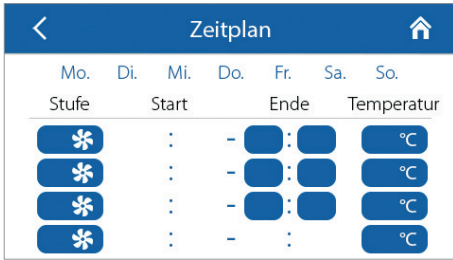 Zeitplan
Mo. Di. Mi. Do. Fr. Sa. So.
Stufe Start Ende Temperatur
: - : °C
: - : °C
: - : °C
: - : °C